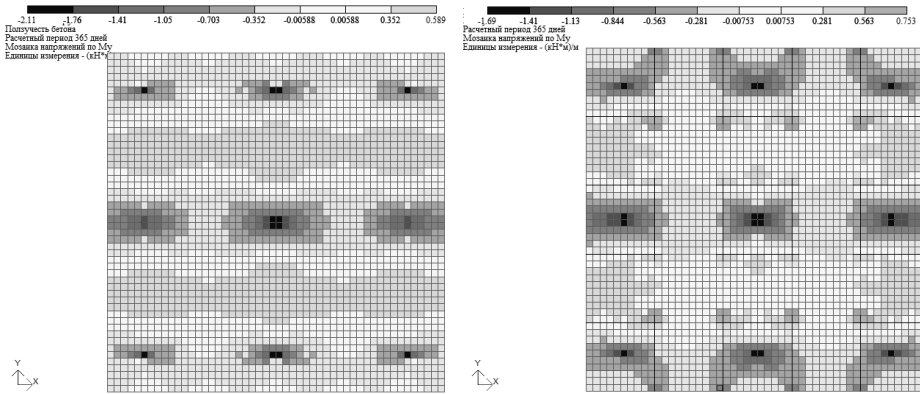 -2.11 -1.76 -1.41 -1.05 -0.703 -0.352 -0.00588 0.00588 0.352 0.589
Ползучесть бетона
Расчетный период 365 дней
Мозаика напряжений по My
Единицы измерения - (кН*м
Y
X
-1.69 -1.41 -1.13 -0.844 -0.563 -0.281 -0.00753 0.00753 0.281 0.563 0.753
Расчетный период 365 дней
Мозаика напряжений по My
Единицы измерения - (кН*м)/м
Y
X